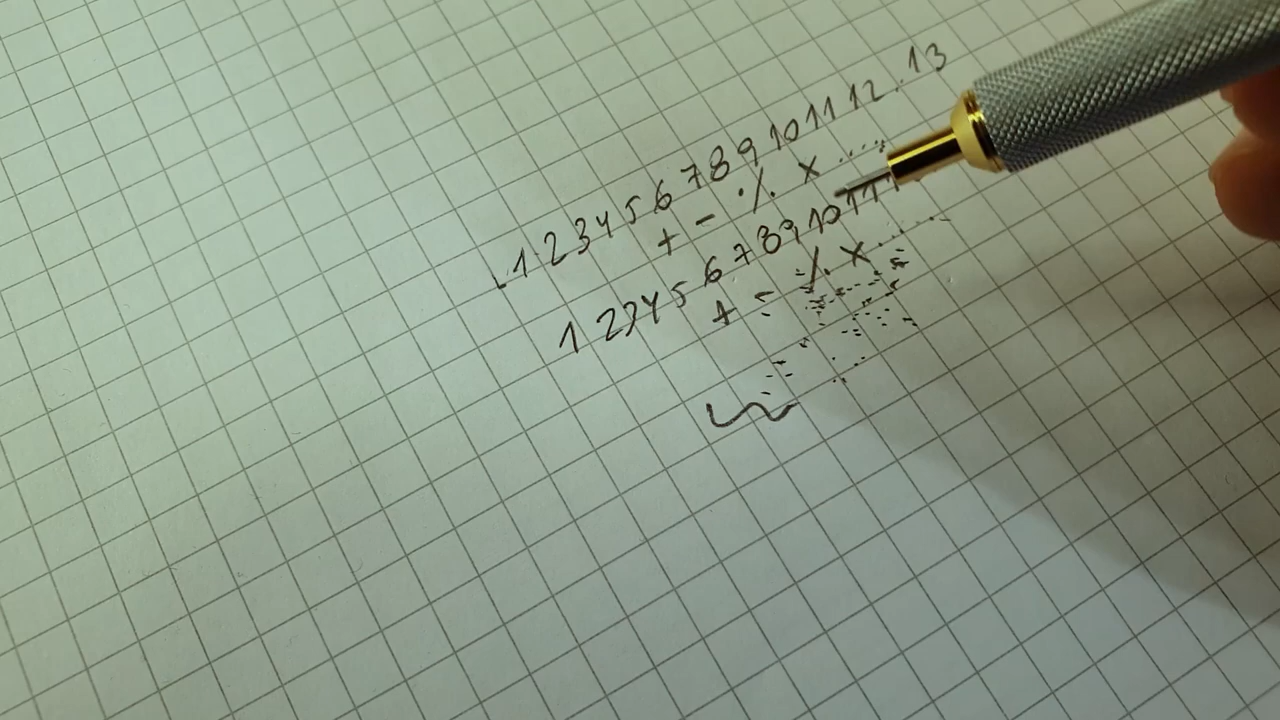 1 2 3 4 5 6 7 8 9 10 11 12 . 13
+ - ٪ x .....
1 2 3 4 5 6 7 8 9 10 11
+ - ٪ x .......